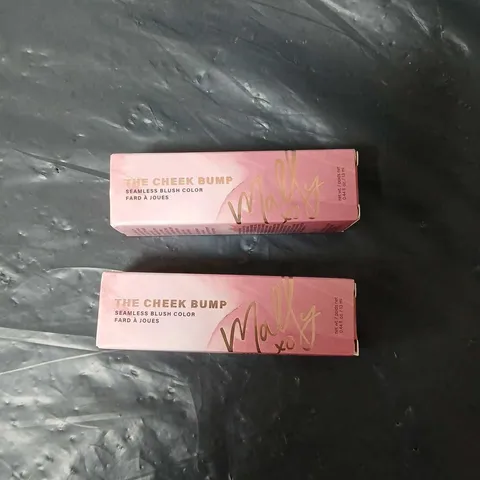 THE CHEEK BUMP
SEAMLESS BLUSH COLOR
FARD À JOUES
Mally
THE CHEEK BUMP
SEAMLESS BLUSH COLOR
FARD À JOUES
Mally
xo